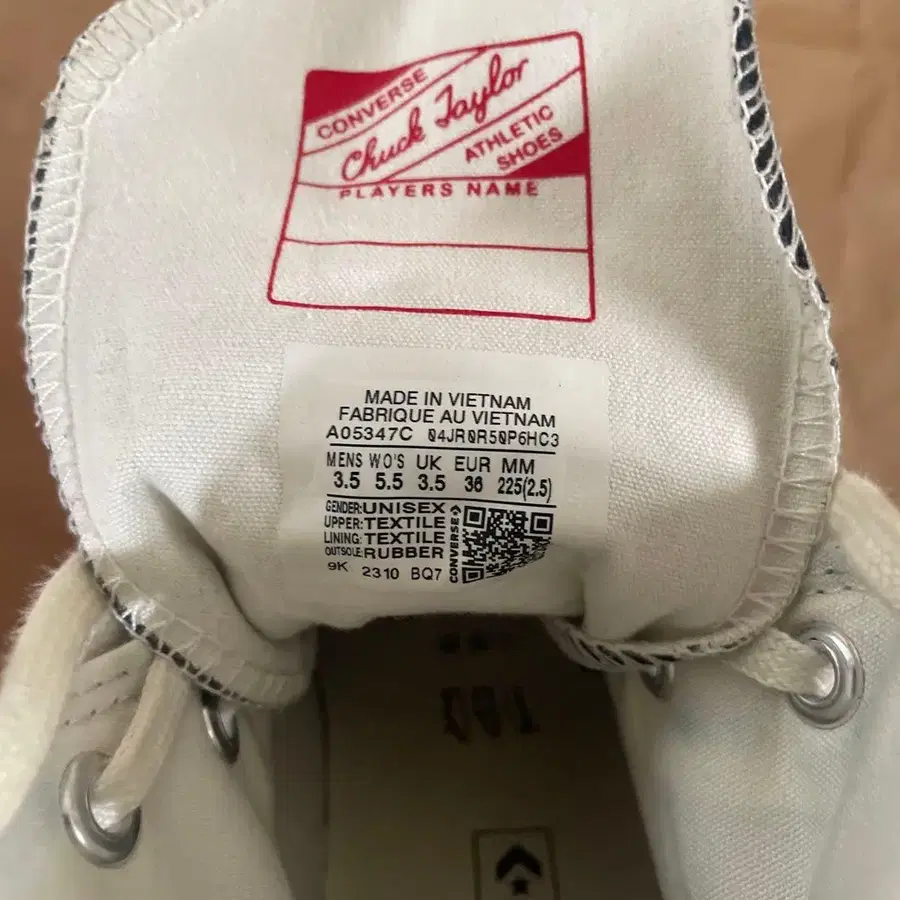 CONVERSE
Chuck Taylor
ATHLETIC
SHOES
PLAYERS NAME
MADE IN VIETNAM
FABRIQUE AU VIETNAM
A05347C 04JR0R50P6HC3
MENS WO'S UK EUR MM
3.5 5.5 3.5 36 225(2.5)
GENDER:UNISEX
UPPER:TEXTILE
LINING:TEXTILE
OUTSOLE:RUBBER
CONVERSE
9K 2310 BQ7